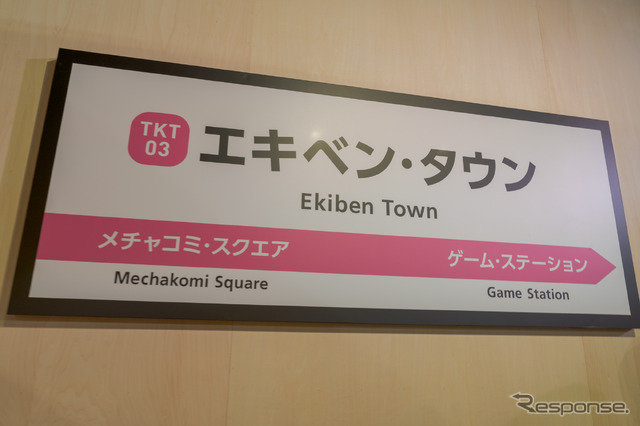 TKT
03
エキベン・タウン
Ekiben Town
メチャコミ・スクエア
ゲーム・ステーション
Mechakomi Square
Game Station
Response.